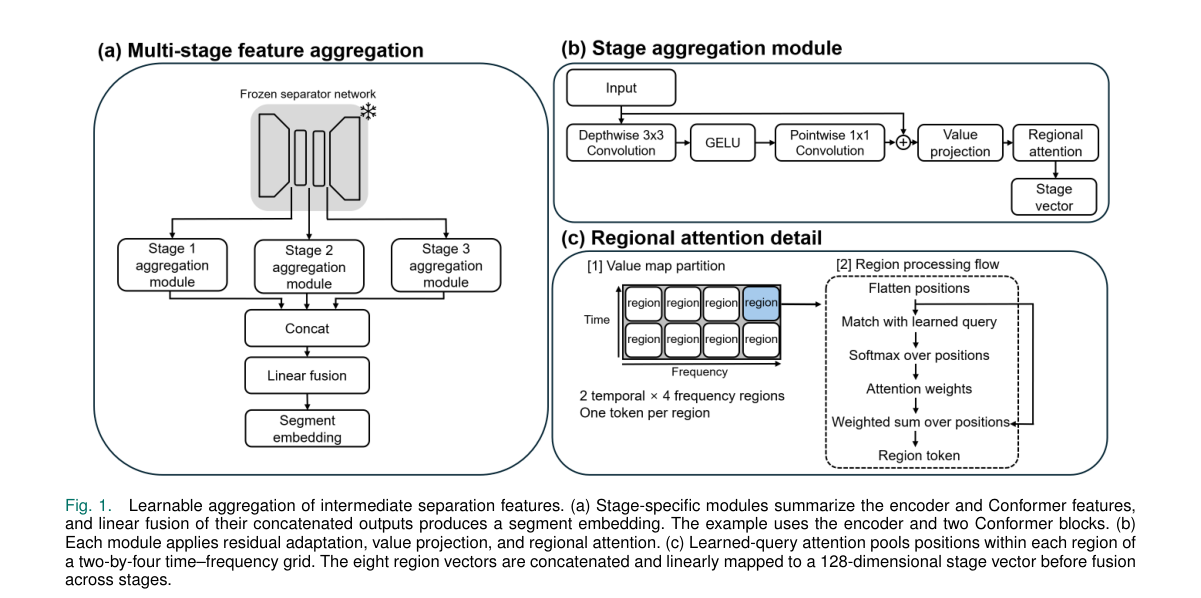 (a) Multi-stage feature aggregation
Frozen separator network
Stage 1
aggregation
module
Stage 2
aggregation
module
Stage 3
aggregation
module
Concat
Linear fusion
Segment
embedding
(b) Stage aggregation module
Input
Depthwise 3x3
Convolution
GELU
Pointwise 1x1
Convolution
Value
projection
Regional
attention
Stage
vector
(c) Regional attention detail
[1] Value map partition
Time
region region region region
region region region region
Frequency
2 temporal × 4 frequency regions
One token per region
[2] Region processing flow
Flatten positions
Match with learned query
Softmax over positions
Attention weights
Weighted sum over positions
Region token
Fig. 1. Learnable aggregation of intermediate separation features. (a) Stage-specific modules summarize the encoder and Conformer features,
and linear fusion of their concatenated outputs produces a segment embedding. The example uses the encoder and two Conformer blocks. (b)
Each module applies residual adaptation, value projection, and regional attention. (c) Learned-query attention pools positions within each region of
a two-by-four time–frequency grid. The eight region vectors are concatenated and linearly mapped to a 128-dimensional stage vector before fusion
across stages.